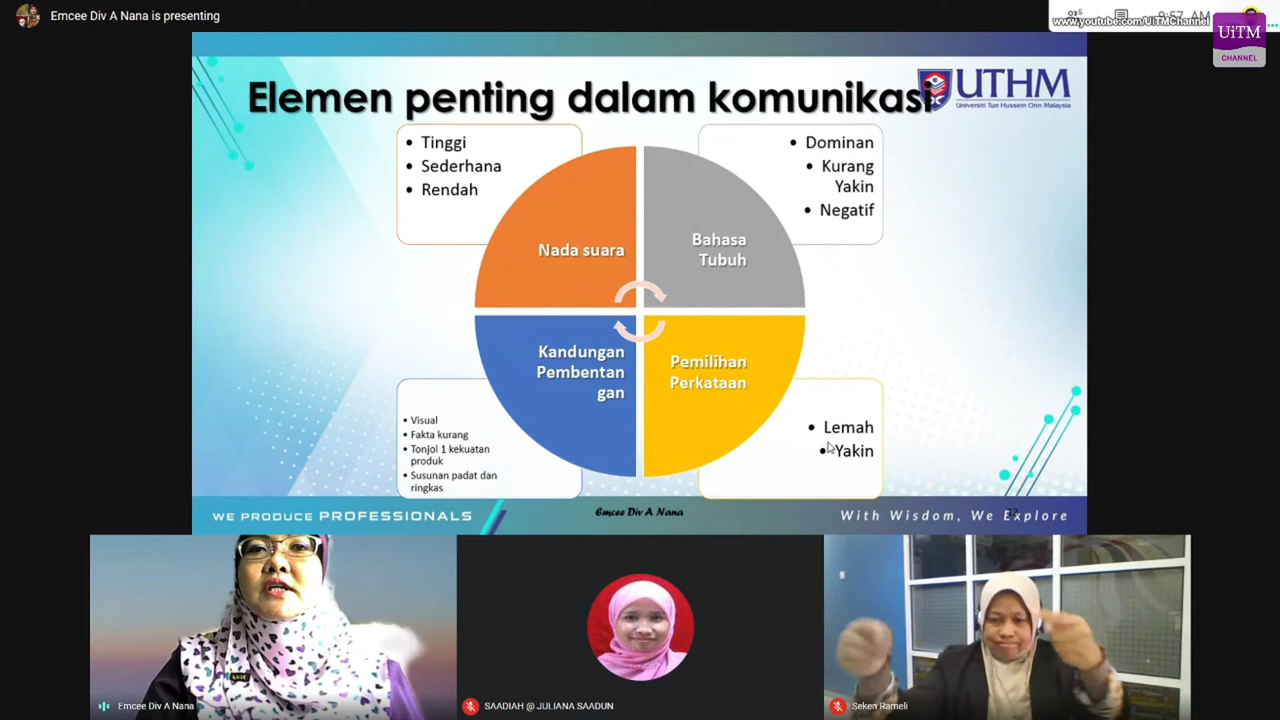 Emcee Div A Nana is presenting
www.youtube.com/UiTMChannel
UiTM
CHANNEL
Elemen penting dalam komunikasi
UTHM
Universiti Tun Hussein Onn Malaysia
• Tinggi
• Sederhana
• Rendah
• Dominan
• Kurang
Yakin
• Negatif
Nada suara
Bahasa
Tubuh
Kandungan
Pembentan
gan
Pemilihan
Perkataan
• Visual
• Fakta kurang
• Tonjol 1 kekuatan
produk
• Susunan padat dan
ringkas
• Lemah
• Yakin
WE PRODUCE PROFESSIONALS
Emcee Div A Nana
With Wisdom, We Explore
Emcee Div A Nana
SAADIAH @ JULIANA SAADUN
Seken Rameli